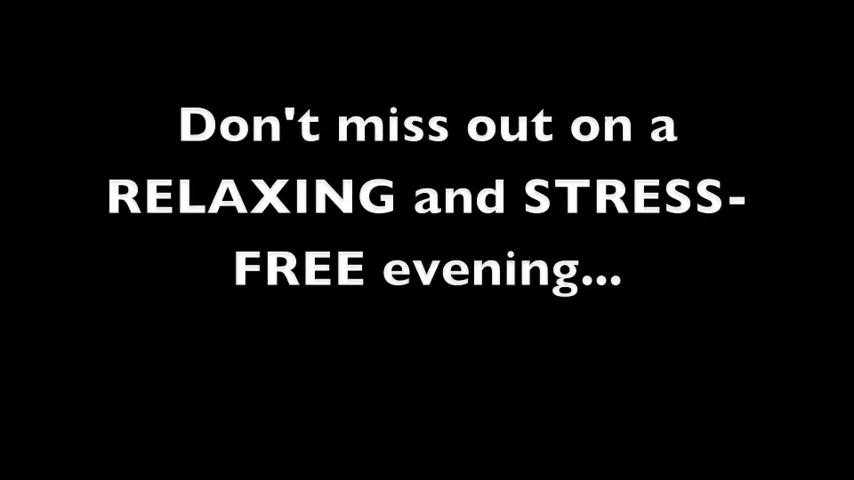 Don't miss out on a
RELAXING and STRESS-
FREE evening...